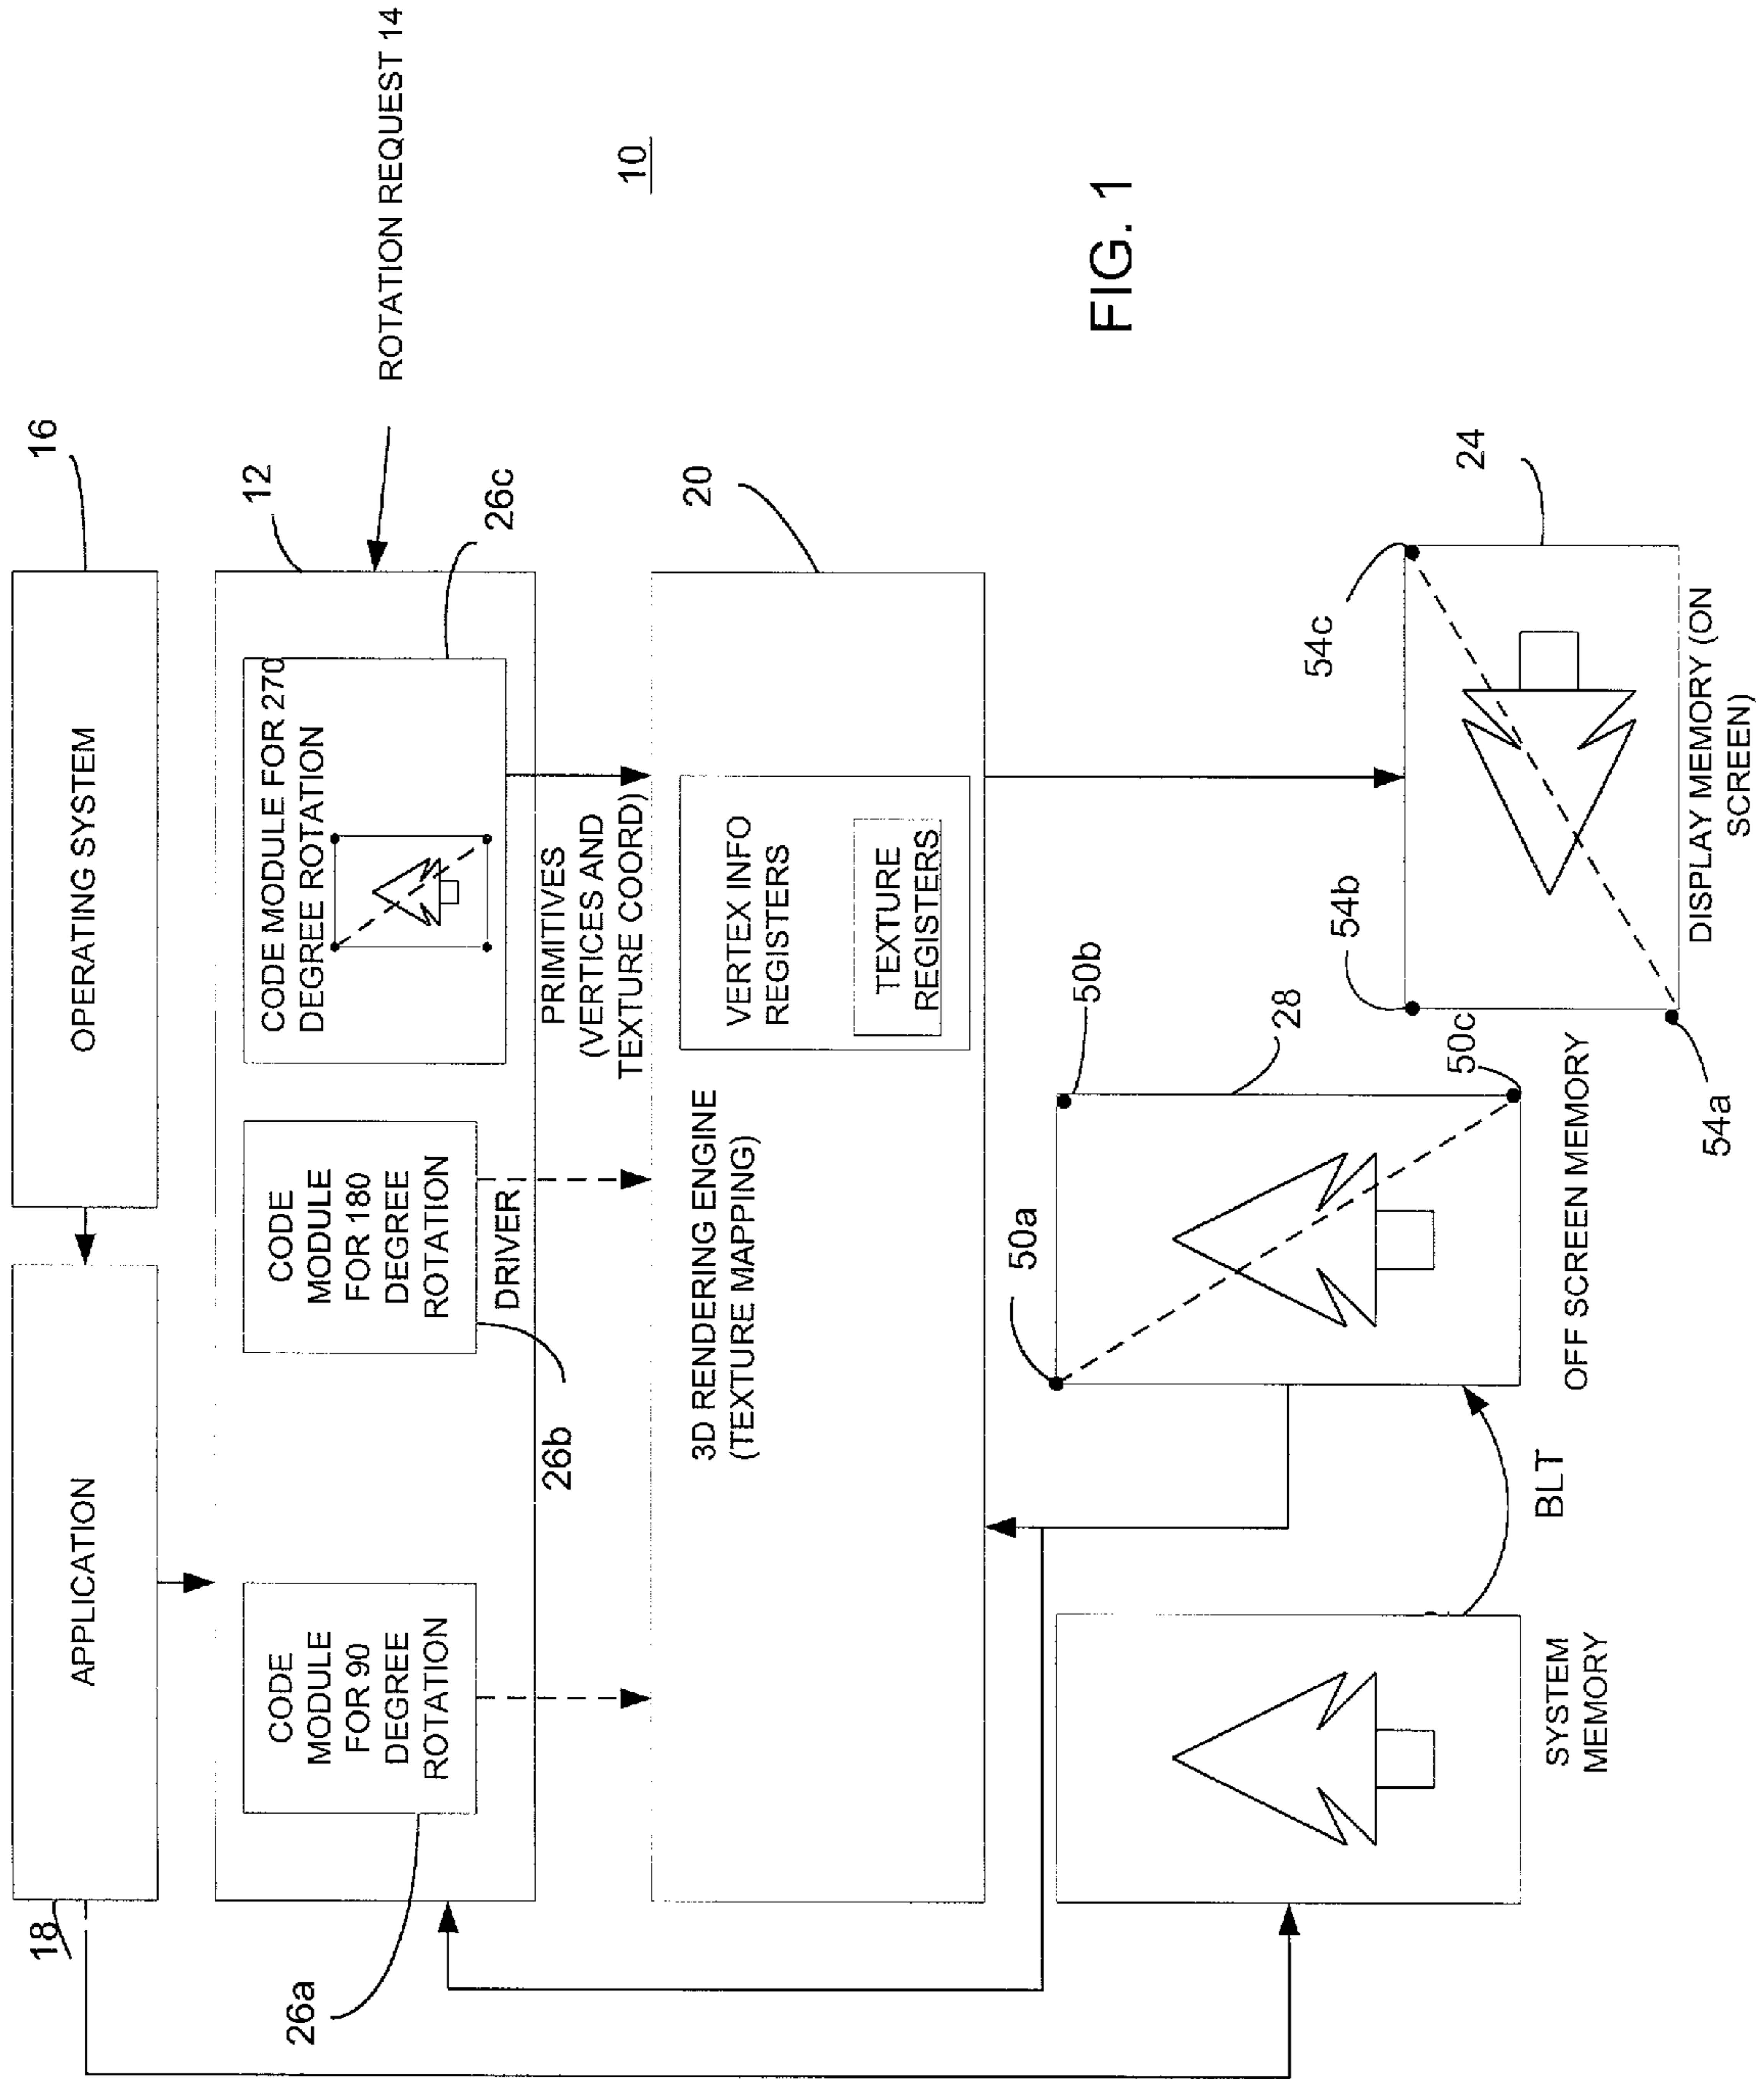 18
APPLICATION
OPERATING SYSTEM
16
26a
CODE
MODULE
FOR 90
DEGREE
ROTATION
CODE
MODULE
FOR 180
DEGREE
ROTATION
DRIVER
26b
CODE MODULE FOR 270
DEGREE ROTATION
12
26c
ROTATION REQUEST 14
PRIMITIVES
(VERTICES AND
TEXTURE COORD)
10
3D RENDERING ENGINE
(TEXTURE MAPPING)
VERTEX INFO
REGISTERS
TEXTURE
REGISTERS
20
SYSTEM
MEMORY
BLT
50a
50b
28
50c
OFF SCREEN MEMORY
54a
54b
54c
24
DISPLAY MEMORY (ON
SCREEN)
FIG. 1